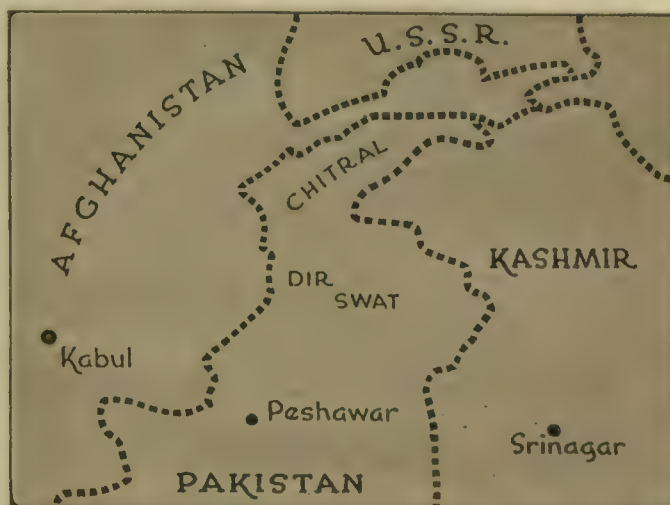 U.S.S.R.
AFGHANISTAN
CHITRAL
KASHMIR
DIR
SWAT
Kabul
Peshawar
Srinagar
PAKISTAN